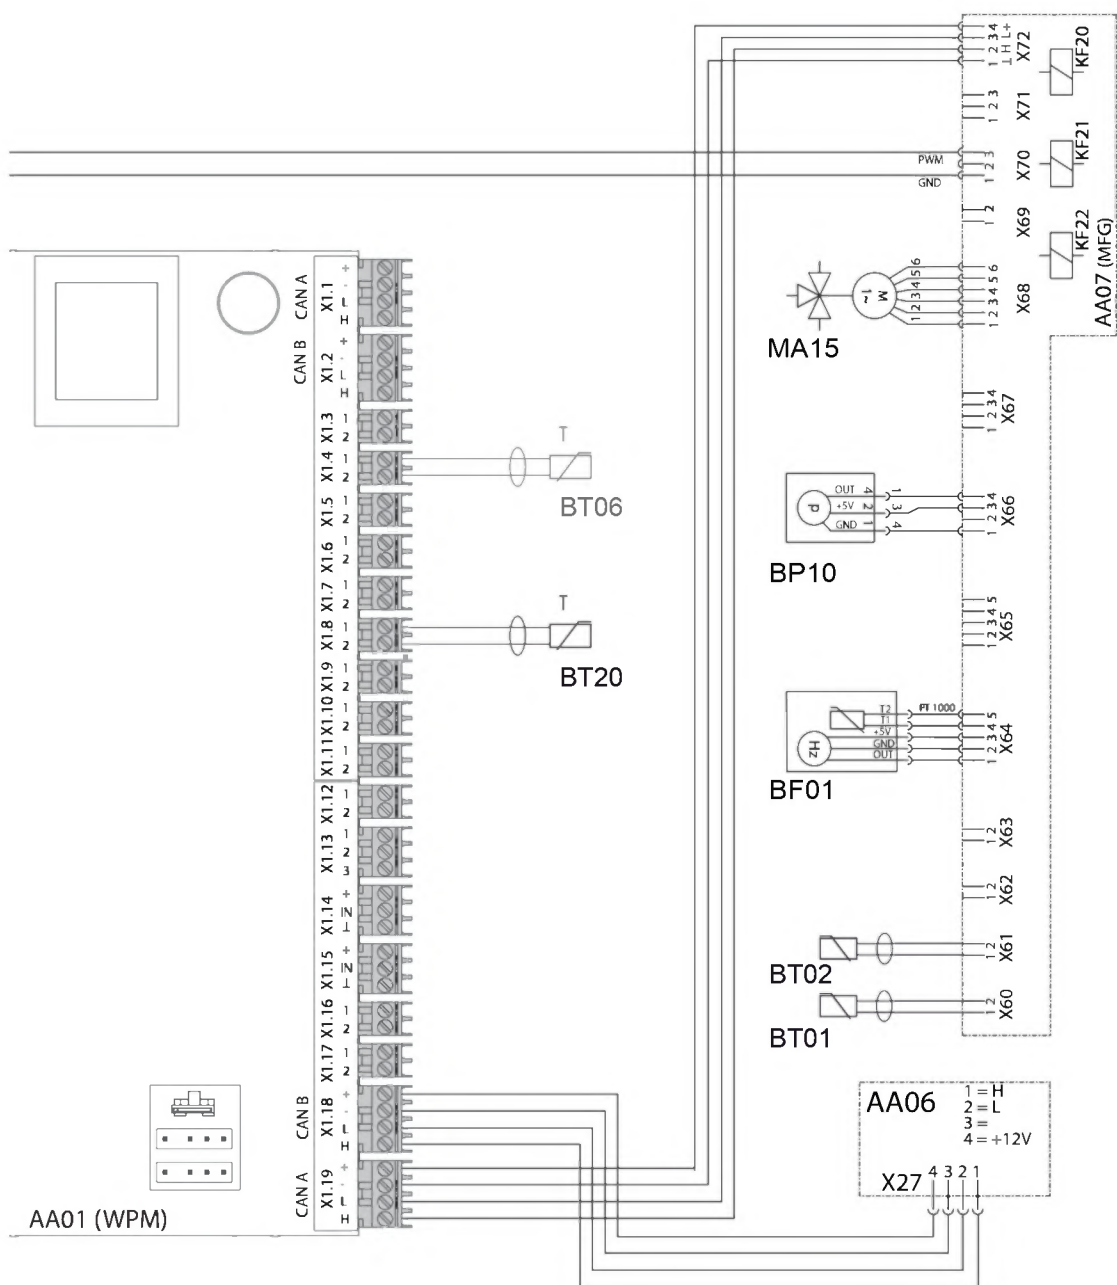 CAN A
X1.1
+
-
L
H
CAN B
X1.2
+
-
L
H
X1.3
1
2
X1.4
1
2
X1.5
1
2
X1.6
1
2
X1.7
1
2
X1.8
1
2
X1.9
1
2
X1.10
1
2
X1.11
1
2
X1.12
1
2
X1.13
1
2
3
X1.14
+
IN
⊥
X1.15
+
IN
⊥
X1.16
1
2
X1.17
1
2
CAN B
X1.18
+
-
L
H
CAN A
X1.19
+
-
L
H
AA01 (WPM)
T
BT06
T
BT20
PWM
GND
M
1~
1 2 3 4 5 6
MA15
P
OUT 4 1
+5V 2 3
GND 1 4
BP10
Hz
T2
T1
+5V
GND
OUT
PT 1000
BF01
BT02
BT01
1 2 3 4
⊥ H L +
X72
1 2 3
X71
1 2 3
X70
1 2
X69
1 2 3 4 5 6
X68
1 2 3 4
X67
1 2 3 4
X66
1 2 3 4 5
X65
1 2 3 4 5
X64
1 2
X63
1 2
X62
1 2
X61
1 2
X60
KF20
KF21
KF22
AA07 (MFG)
AA06
1 = H
2 = L
3 =
4 = +12V
X27
4 3 2 1